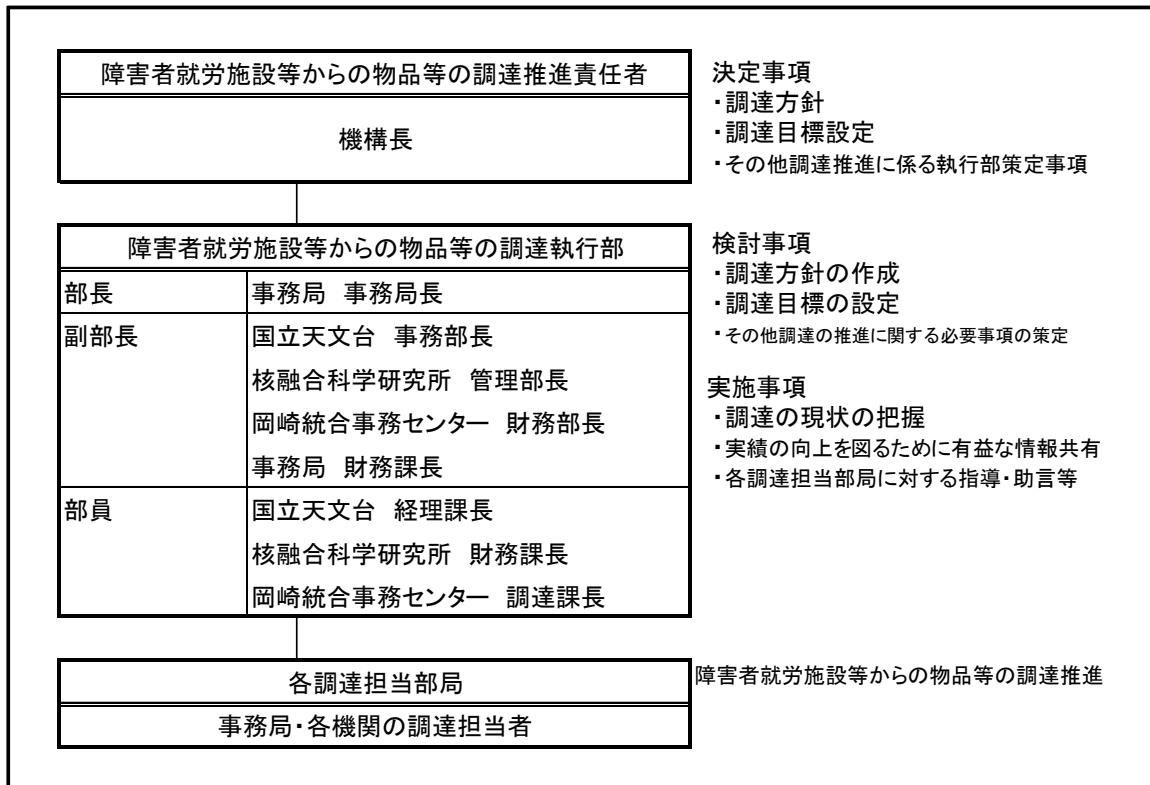 障害者就労施設等からの物品等の調達推進責任者
機構長
決定事項
・調達方針
・調達目標設定
・その他調達推進に係る執行部策定事項
障害者就労施設等からの物品等の調達執行部
部長 事務局 事務局長
副部長 国立天文台 事務部長
核融合科学研究所 管理部長
岡崎統合事務センター 財務部長
事務局 財務課長
部員 国立天文台 経理課長
核融合科学研究所 財務課長
岡崎統合事務センター 調達課長
検討事項
・調達方針の作成
・調達目標の設定
・その他調達の推進に関する必要事項の策定
実施事項
・調達の現状の把握
・実績の向上を図るために有益な情報共有
・各調達担当部局に対する指導・助言等
各調達担当部局
事務局・各機関の調達担当者
障害者就労施設等からの物品等の調達推進